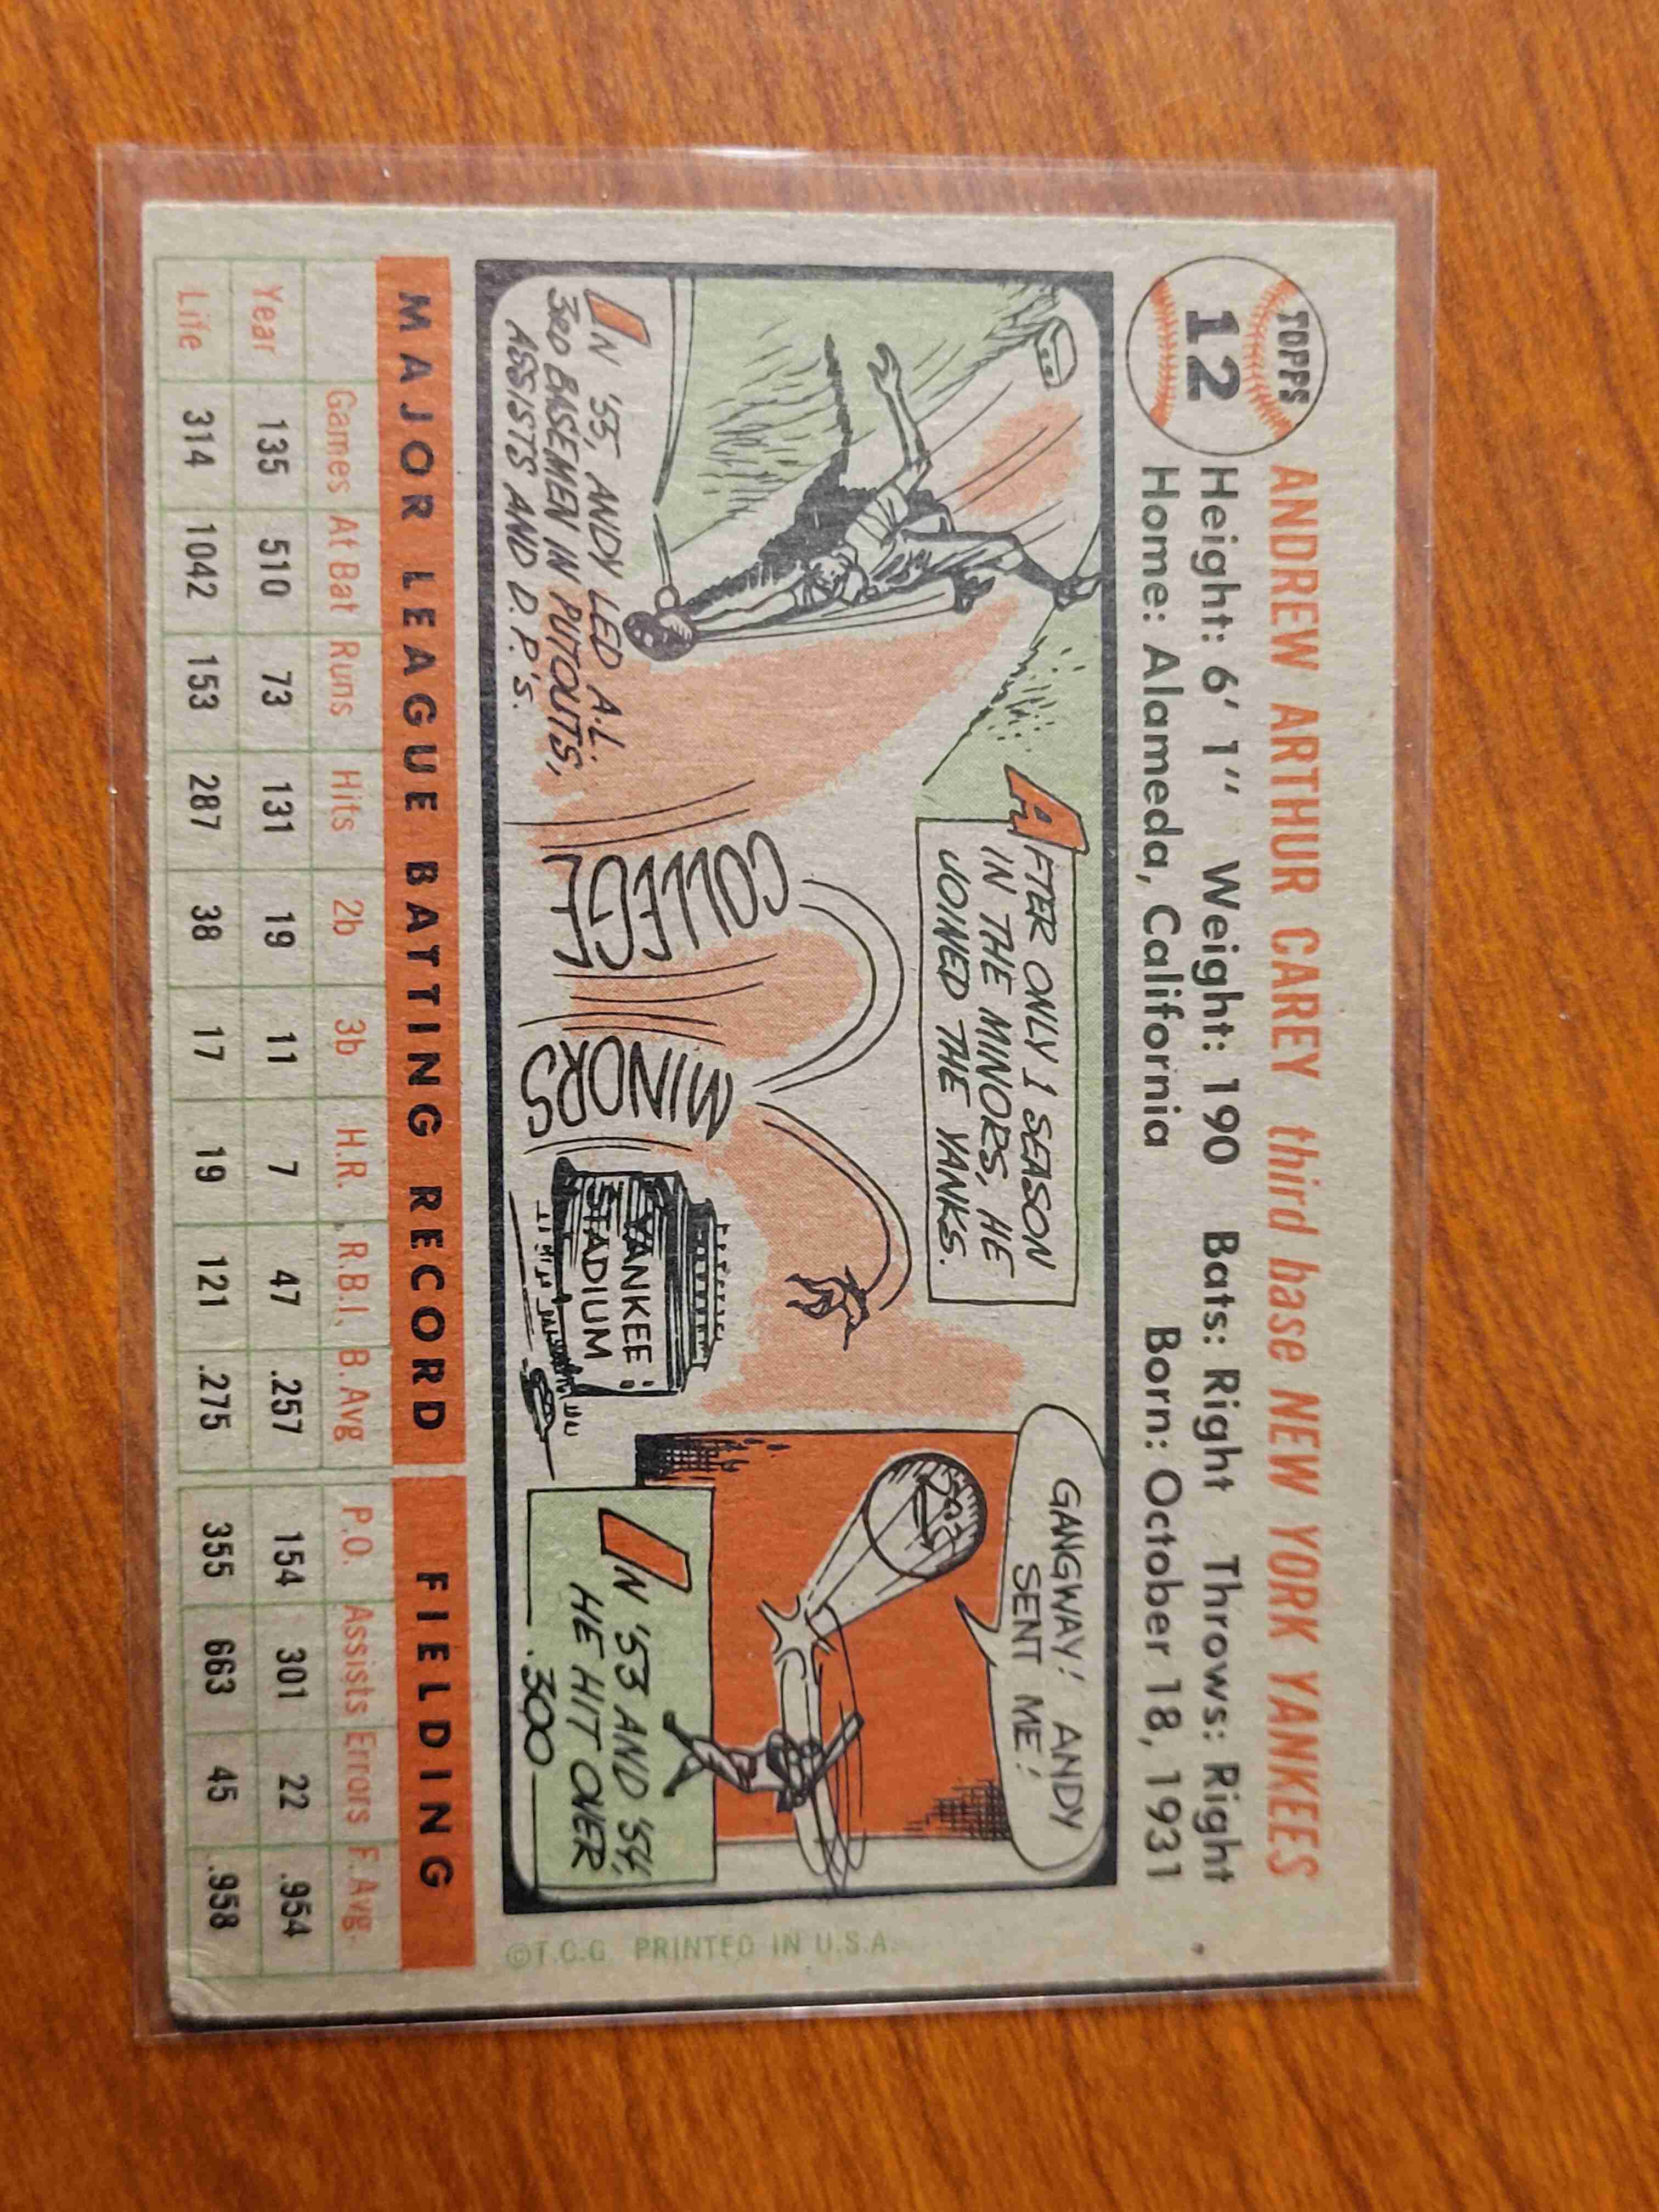 TOPPS
12
ANDREW ARTHUR CAREY third base NEW YORK YANKEES
Height: 6' 1" Weight: 190 Bats: Right Throws: Right
Home: Alameda, California Born: October 18, 1931
IN '55, ANDY LED A.L.
3RD BASEMEN IN PUTOUTS,
ASSISTS AND D.P.'s.
AFTER ONLY 1 SEASON
IN THE MINORS, HE
JOINED THE YANKS.
COLLEGE
MINORS
YANKEE
STADIUM
GANGWAY! ANDY
SENT ME!
IN '53 AND '54,
HE HIT OVER
.300
©T.C.G. PRINTED IN U.S.A.
MAJOR LEAGUE BATTING RECORD FIELDING
Games At Bat Runs Hits 2b 3b H.R. R.B.I. B. Avg P.O. Assists Errors F. Avg.
Year 135 510 73 131 19 11 7 47 .257 154 301 22 .954
Life 314 1042 153 287 38 17 19 121 .275 355 663 45 .958